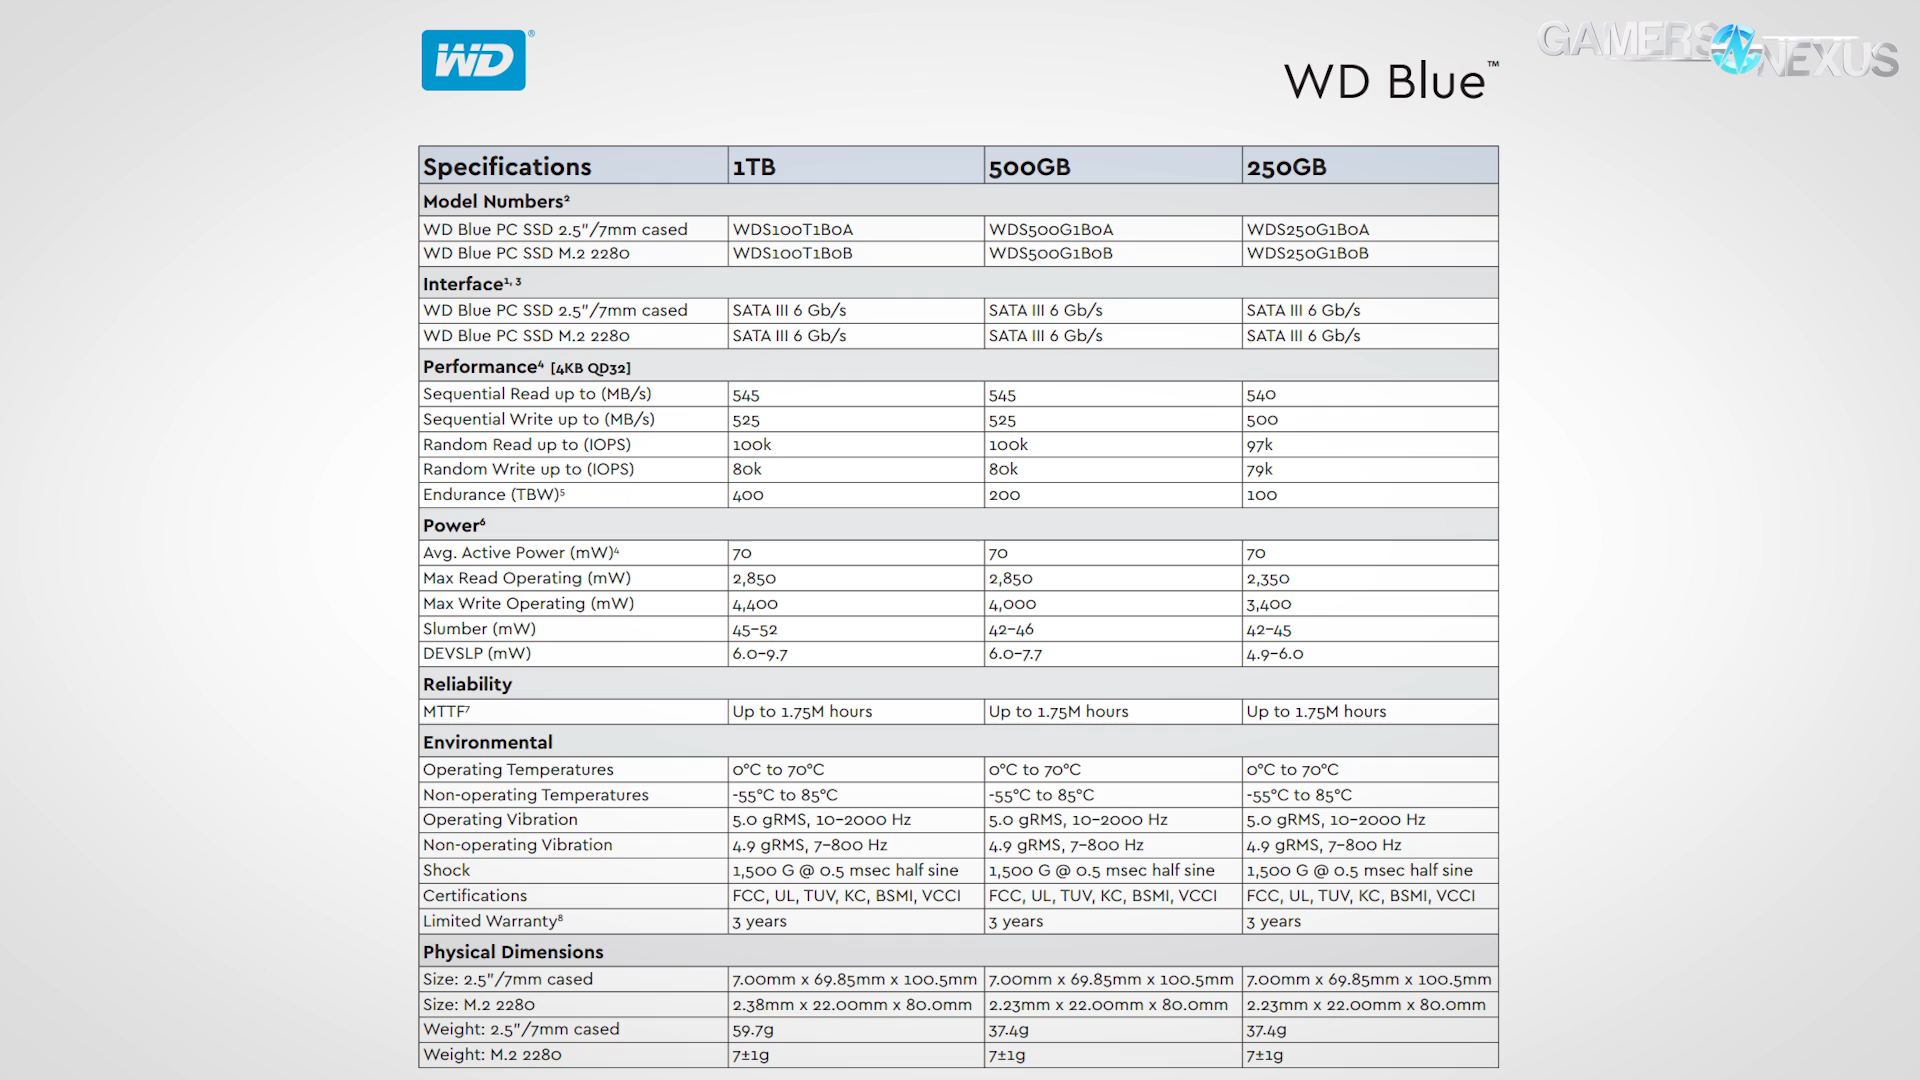 WD®
WD Blue™
GAMERS NEXUS
Specifications 1TB 500GB 250GB
Model Numbers²
WD Blue PC SSD 2.5"/7mm cased WDS100T1B0A WDS500G1B0A WDS250G1B0A
WD Blue PC SSD M.2 2280 WDS100T1B0B WDS500G1B0B WDS250G1B0B
Interface¹, ³
WD Blue PC SSD 2.5"/7mm cased SATA III 6 Gb/s SATA III 6 Gb/s SATA III 6 Gb/s
WD Blue PC SSD M.2 2280 SATA III 6 Gb/s SATA III 6 Gb/s SATA III 6 Gb/s
Performance⁴ [4KB QD32]
Sequential Read up to (MB/s) 545 545 540
Sequential Write up to (MB/s) 525 525 500
Random Read up to (IOPS) 100k 100k 97k
Random Write up to (IOPS) 80k 80k 79k
Endurance (TBW)⁵ 400 200 100
Power⁶
Avg. Active Power (mW)⁴ 70 70 70
Max Read Operating (mW) 2,850 2,850 2,350
Max Write Operating (mW) 4,400 4,000 3,400
Slumber (mW) 45-52 42-46 42-45
DEVSLP (mW) 6.0-9.7 6.0-7.7 4.9-6.0
Reliability
MTTF⁷ Up to 1.75M hours Up to 1.75M hours Up to 1.75M hours
Environmental
Operating Temperatures 0°C to 70°C 0°C to 70°C 0°C to 70°C
Non-operating Temperatures -55°C to 85°C -55°C to 85°C -55°C to 85°C
Operating Vibration 5.0 gRMS, 10-2000 Hz 5.0 gRMS, 10-2000 Hz 5.0 gRMS, 10-2000 Hz
Non-operating Vibration 4.9 gRMS, 7-800 Hz 4.9 gRMS, 7-800 Hz 4.9 gRMS, 7-800 Hz
Shock 1,500 G @ 0.5 msec half sine 1,500 G @ 0.5 msec half sine 1,500 G @ 0.5 msec half sine
Certifications FCC, UL, TUV, KC, BSMI, VCCI FCC, UL, TUV, KC, BSMI, VCCI FCC, UL, TUV, KC, BSMI, VCCI
Limited Warranty⁸ 3 years 3 years 3 years
Physical Dimensions
Size: 2.5"/7mm cased 7.00mm x 69.85mm x 100.5mm 7.00mm x 69.85mm x 100.5mm 7.00mm x 69.85mm x 100.5mm
Size: M.2 2280 2.38mm x 22.00mm x 80.0mm 2.23mm x 22.00mm x 80.0mm 2.23mm x 22.00mm x 80.0mm
Weight: 2.5"/7mm cased 59.7g 37.4g 37.4g
Weight: M.2 2280 7±1g 7±1g 7±1g